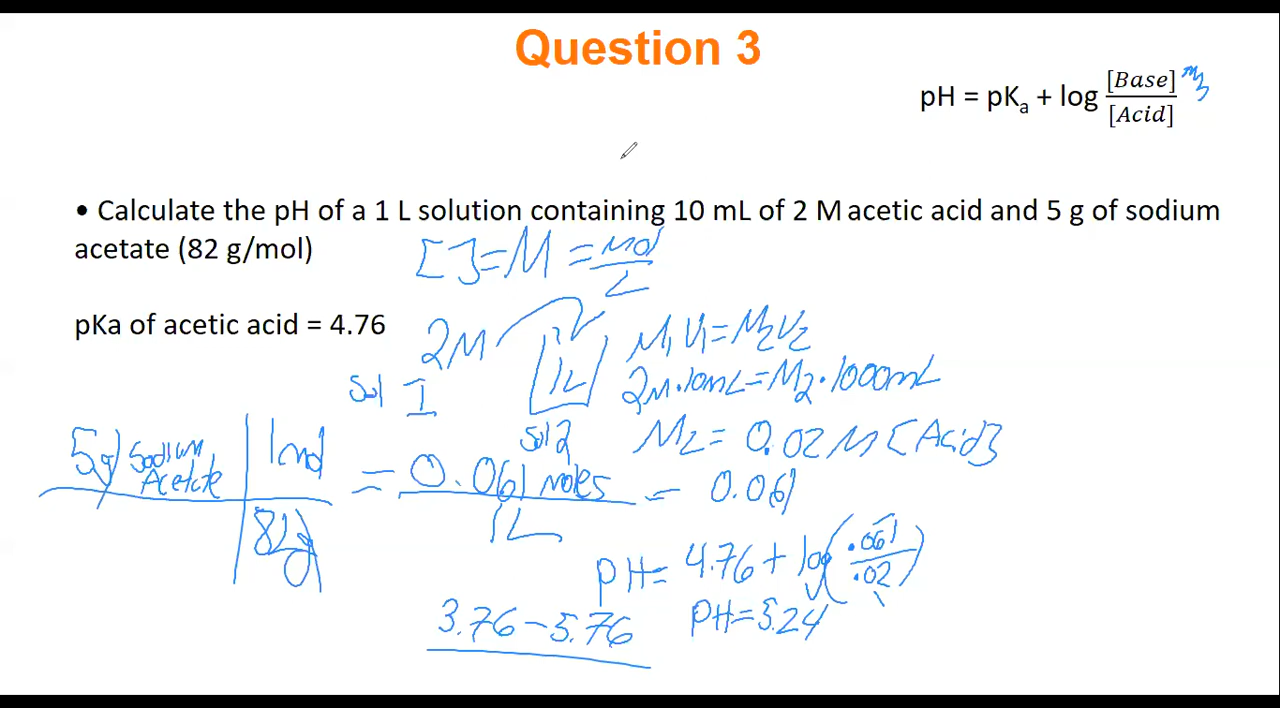 Question 3
pH = pKa + log [Base]/[Acid]
• Calculate the pH of a 1 L solution containing 10 mL of 2 M acetic acid and 5 g of sodium
acetate (82 g/mol)
[ ] = M = mol/L
pKa of acetic acid = 4.76
2M
1L
M1V1=M2V2
Sol 1
2M·10mL=M2·1000mL
Sol 2
M2 = 0.02M [Acid]
5g Sodium Acetate | 1mol
82g
= 0.061 moles / 1L = 0.061
pH= 4.76 + log(.061/.02)
3.76 – 5.76
pH=5.24